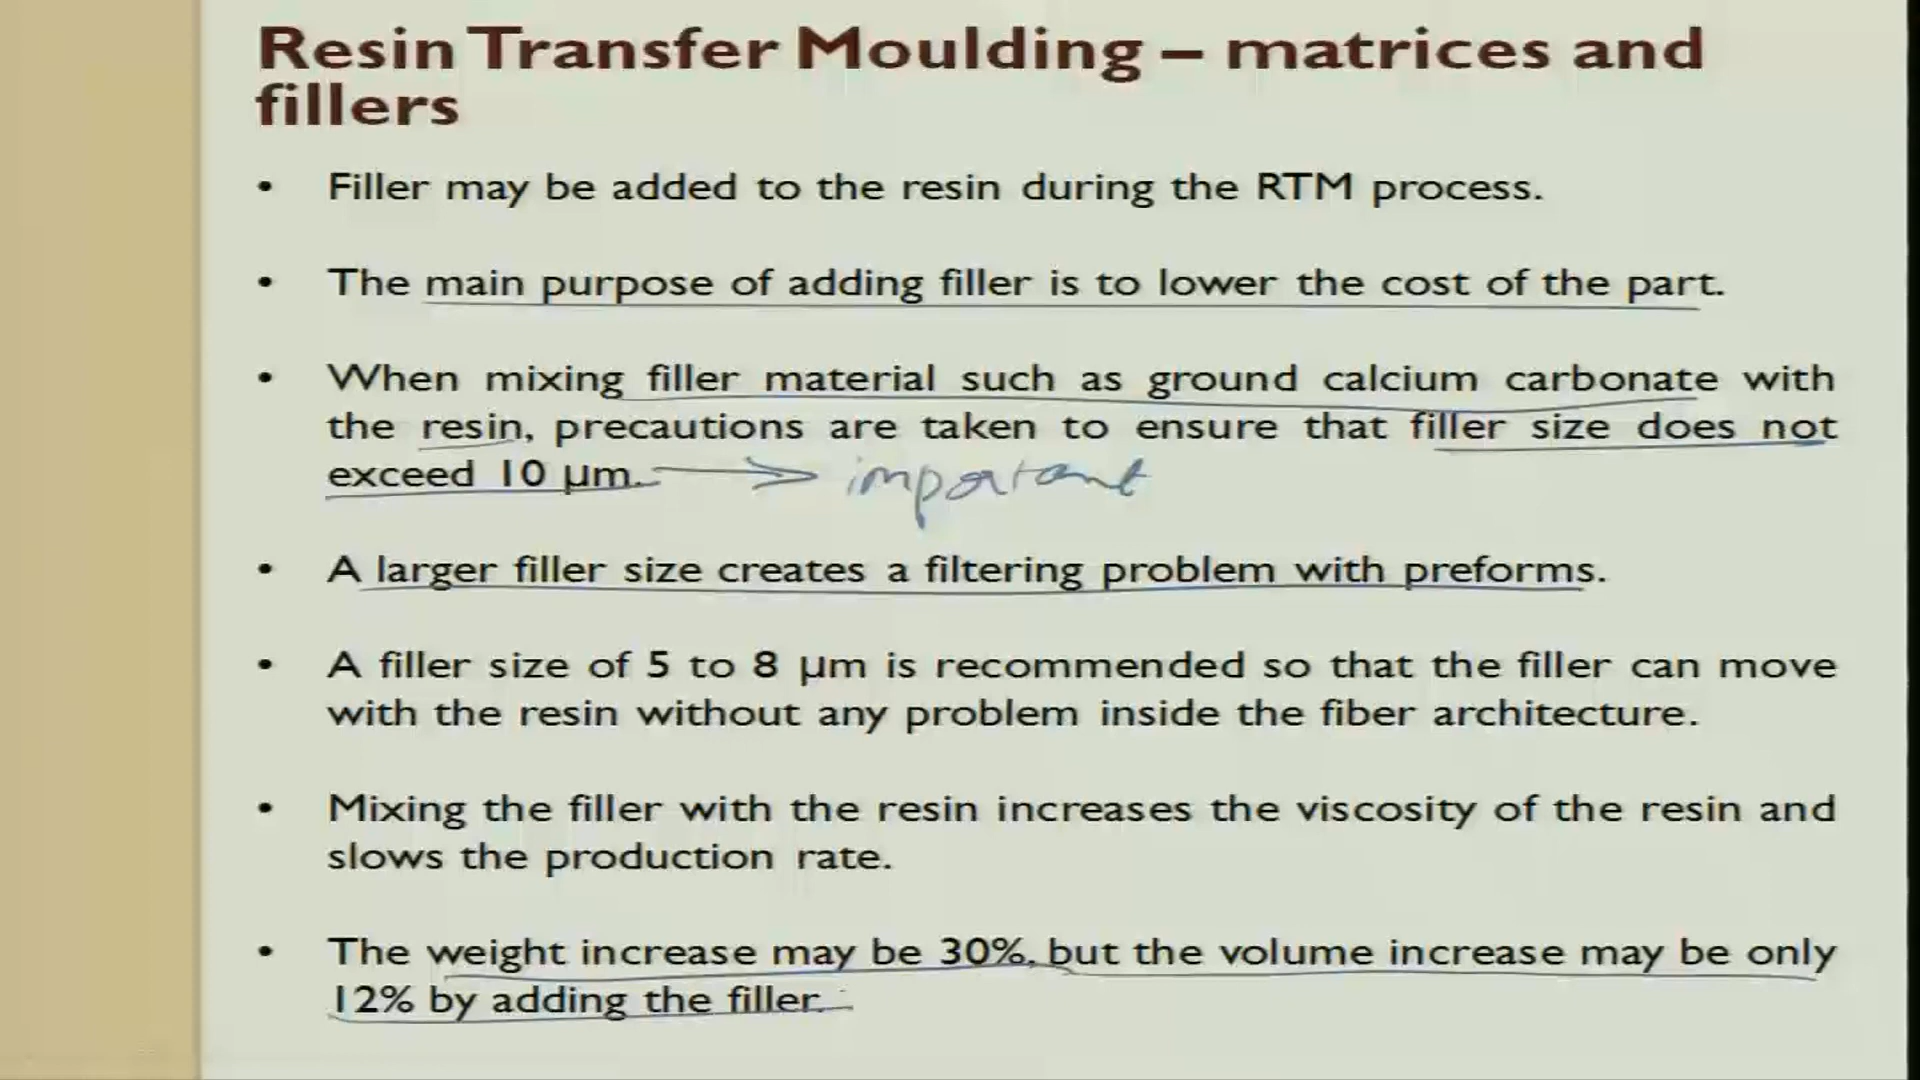 Resin Transfer Moulding – matrices and
fillers
• Filler may be added to the resin during the RTM process.
• The main purpose of adding filler is to lower the cost of the part.
• When mixing filler material such as ground calcium carbonate with
the resin, precautions are taken to ensure that filler size does not
exceed 10 µm. important
• A larger filler size creates a filtering problem with preforms.
• A filler size of 5 to 8 µm is recommended so that the filler can move
with the resin without any problem inside the fiber architecture.
• Mixing the filler with the resin increases the viscosity of the resin and
slows the production rate.
• The weight increase may be 30%, but the volume increase may be only
12% by adding the filler.